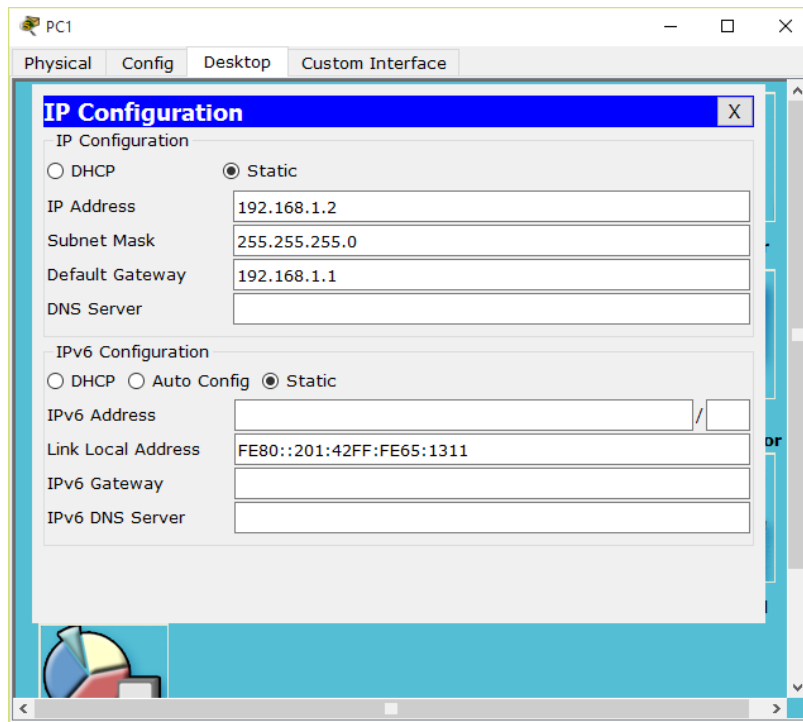 PC1
Physical Config Desktop Custom Interface
IP Configuration X
IP Configuration
DHCP Static
IP Address 192.168.1.2
Subnet Mask 255.255.255.0
Default Gateway 192.168.1.1
DNS Server
IPv6 Configuration
DHCP Auto Config Static
IPv6 Address /
Link Local Address FE80::201:42FF:FE65:1311
IPv6 Gateway
IPv6 DNS Server
or